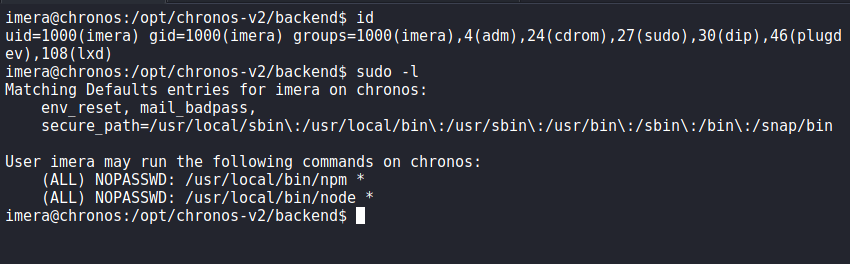 imera@chronos:/opt/chronos-v2/backend$ id
uid=1000(imera) gid=1000(imera) groups=1000(imera),4(adm),24(cdrom),27(sudo),30(dip),46(plugd
ev),108(lxd)
imera@chronos:/opt/chronos-v2/backend$ sudo -l
Matching Defaults entries for imera on chronos:
    env_reset, mail_badpass,
    secure_path=/usr/local/sbin\:/usr/local/bin\:/usr/sbin\:/usr/bin\:/sbin\:/bin\:/snap/bin

User imera may run the following commands on chronos:
    (ALL) NOPASSWD: /usr/local/bin/npm *
    (ALL) NOPASSWD: /usr/local/bin/node *
imera@chronos:/opt/chronos-v2/backend$